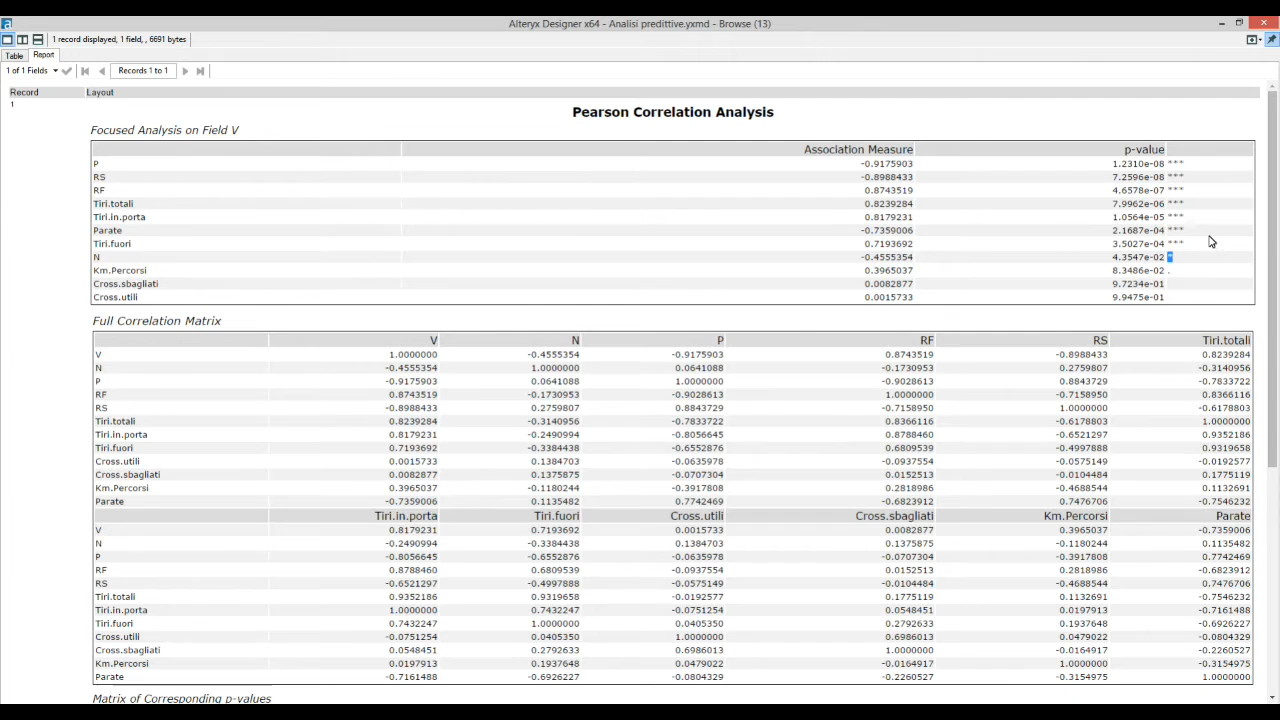 Alteryx Designer x64 - Analisi predittive.yxmd - Browse (13)
1 record displayed, 1 field, , 6691 bytes
Table Report
1 of 1 Fields Records 1 to 1
Record Layout
1
Pearson Correlation Analysis
Focused Analysis on Field V
Association Measure p-value
P -0.9175903 1.2310e-08 ***
RS -0.8988433 7.2596e-08 ***
RF 0.8743519 4.6578e-07 ***
Tiri.totali 0.8239284 7.9962e-06 ***
Tiri.in.porta 0.8179231 1.0564e-05 ***
Parate -0.7359006 2.1687e-04 ***
Tiri.fuori 0.7193692 3.5027e-04 ***
N -0.4555354 4.3547e-02 *
Km.Percorsi 0.3965037 8.3486e-02 .
Cross.sbagliati 0.0082877 9.7234e-01
Cross.utili 0.0015733 9.9475e-01
Full Correlation Matrix
V N P RF RS Tiri.totali
V 1.0000000 -0.4555354 -0.9175903 0.8743519 -0.8988433 0.8239284
N -0.4555354 1.0000000 0.0641088 -0.1730953 0.2759807 -0.3140956
P -0.9175903 0.0641088 1.0000000 -0.9028613 0.8843729 -0.7833722
RF 0.8743519 -0.1730953 -0.9028613 1.0000000 -0.7158950 0.8366116
RS -0.8988433 0.2759807 0.8843729 -0.7158950 1.0000000 -0.6178803
Tiri.totali 0.8239284 -0.3140956 -0.7833722 0.8366116 -0.6178803 1.0000000
Tiri.in.porta 0.8179231 -0.2490994 -0.8056645 0.8788460 -0.6521297 0.9352186
Tiri.fuori 0.7193692 -0.3384438 -0.6552876 0.6809539 -0.4997888 0.9319658
Cross.utili 0.0015733 0.1384703 -0.0635978 -0.0937554 -0.0575149 -0.0192577
Cross.sbagliati 0.0082877 0.1375875 -0.0707304 0.0152513 -0.0104484 0.1775119
Km.Percorsi 0.3965037 -0.1180244 -0.3917808 0.2818986 -0.4688544 0.1132691
Parate -0.7359006 0.1135482 0.7742469 -0.6823912 0.7476706 -0.7546232
Tiri.in.porta Tiri.fuori Cross.utili Cross.sbagliati Km.Percorsi Parate
V 0.8179231 0.7193692 0.0015733 0.0082877 0.3965037 -0.7359006
N -0.2490994 -0.3384438 0.1384703 0.1375875 -0.1180244 0.1135482
P -0.8056645 -0.6552876 -0.0635978 -0.0707304 -0.3917808 0.7742469
RF 0.8788460 0.6809539 -0.0937554 0.0152513 0.2818986 -0.6823912
RS -0.6521297 -0.4997888 -0.0575149 -0.0104484 -0.4688544 0.7476706
Tiri.totali 0.9352186 0.9319658 -0.0192577 0.1775119 0.1132691 -0.7546232
Tiri.in.porta 1.0000000 0.7432247 -0.0751254 0.0548451 0.0197913 -0.7161488
Tiri.fuori 0.7432247 1.0000000 0.0405350 0.2792633 0.1937648 -0.6926227
Cross.utili -0.0751254 0.0405350 1.0000000 0.6986013 0.0479022 -0.0804329
Cross.sbagliati 0.0548451 0.2792633 0.6986013 1.0000000 -0.0164917 -0.2260527
Km.Percorsi 0.0197913 0.1937648 0.0479022 -0.0164917 1.0000000 -0.3154975
Parate -0.7161488 -0.6926227 -0.0804329 -0.2260527 -0.3154975 1.0000000
Matrix of Corresponding p-values